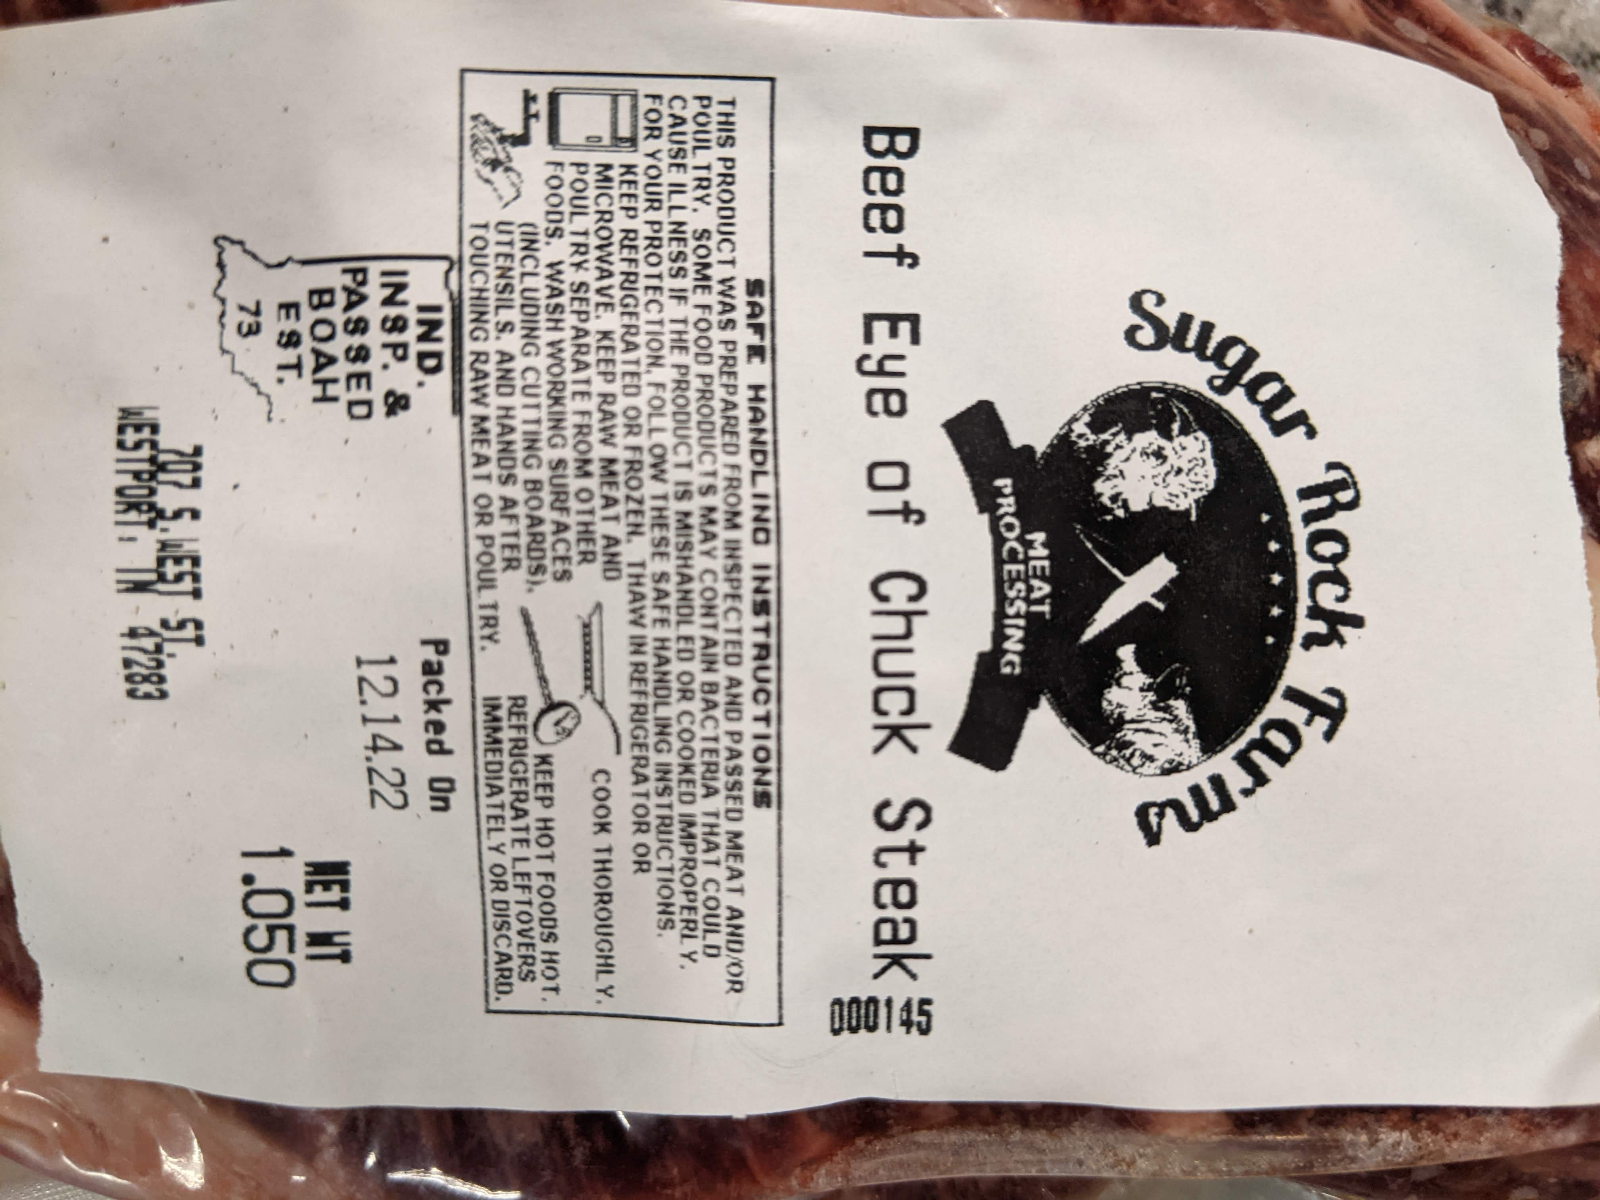 Sugar Rock Farms
MEAT
PROCESSING
Beef Eye of Chuck Steak
000145
SAFE HANDLING INSTRUCTIONS
THIS PRODUCT WAS PREPARED FROM INSPECTED AND PASSED MEAT AND/OR
POULTRY. SOME FOOD PRODUCTS MAY CONTAIN BACTERIA THAT COULD
CAUSE ILLNESS IF THE PRODUCT IS MISHANDLED OR COOKED IMPROPERLY.
FOR YOUR PROTECTION, FOLLOW THESE SAFE HANDLING INSTRUCTIONS.
KEEP REFRIGERATED OR FROZEN. THAW IN REFRIGERATOR OR
MICROWAVE. KEEP RAW MEAT AND
POULTRY SEPARATE FROM OTHER
FOODS. WASH WORKING SURFACES
(INCLUDING CUTTING BOARDS),
UTENSILS, AND HANDS AFTER
TOUCHING RAW MEAT OR POULTRY.
COOK THOROUGHLY.
KEEP HOT FOODS HOT.
REFRIGERATE LEFTOVERS
IMMEDIATELY OR DISCARD.
IND.
INSP. &
PASSED
BOAH
EST.
73
Packed On
12.14.22
NET WT
1.050
707 S.WEST ST.
WESTPORT, IN 47283